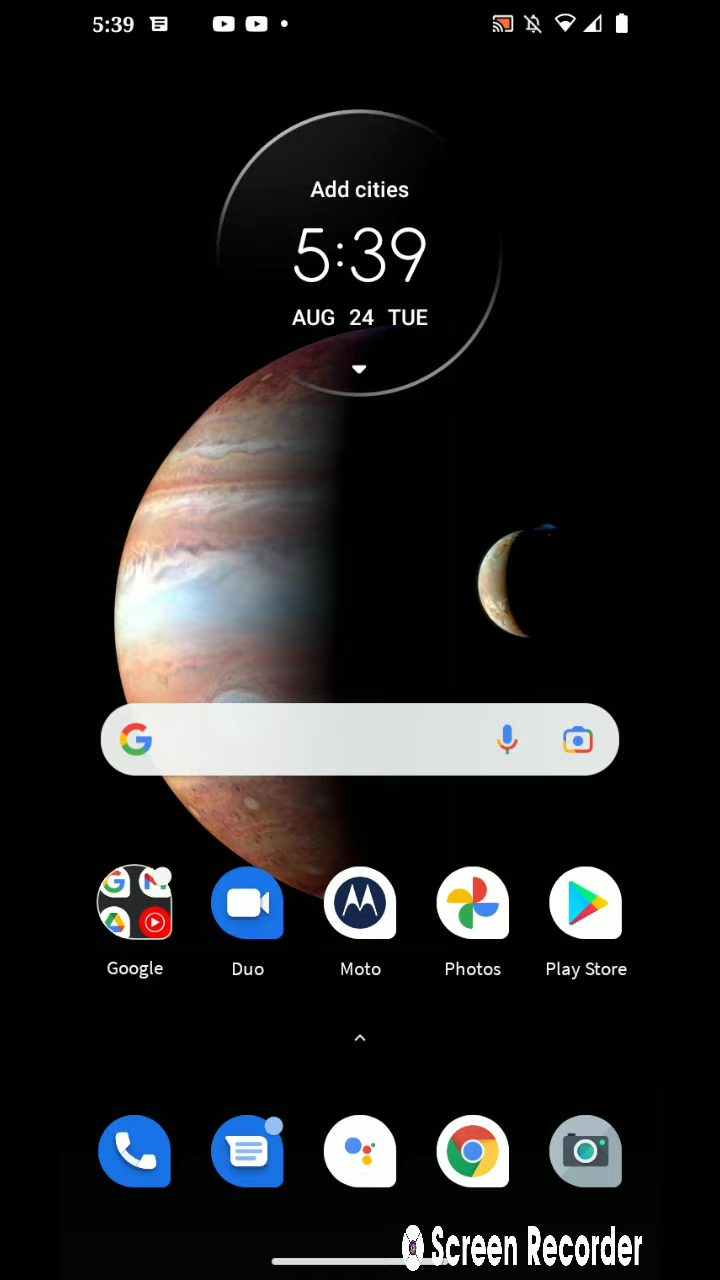 5:39
Add cities
5:39
AUG 24 TUE
Google
Duo
Moto
Photos
Play Store
Screen Recorder